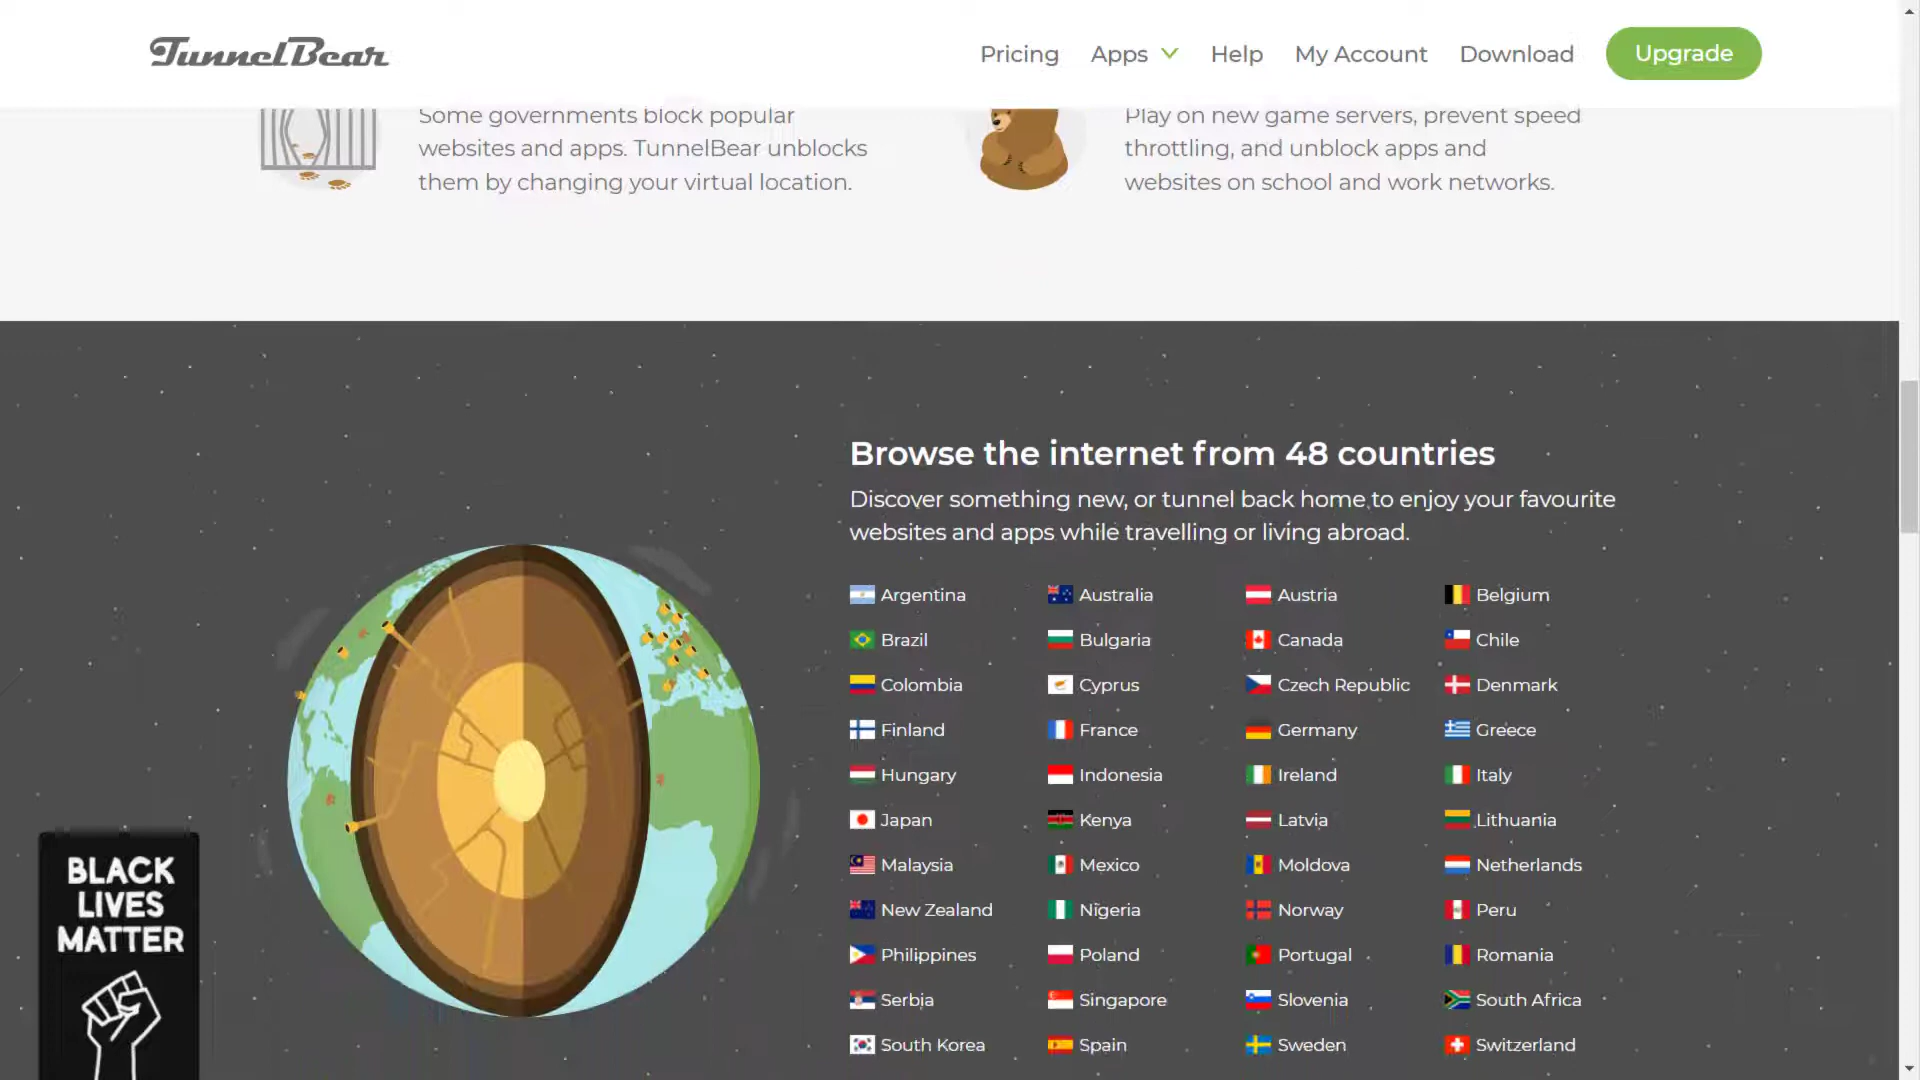 TunnelBear
Pricing
Apps
Help
My Account
Download
Upgrade
Some governments block popular
websites and apps. TunnelBear unblocks
them by changing your virtual location.
Play on new game servers, prevent speed
throttling, and unblock apps and
websites on school and work networks.
Browse the internet from 48 countries
Discover something new, or tunnel back home to enjoy your favourite
websites and apps while travelling or living abroad.
Argentina
Australia
Austria
Belgium
Brazil
Bulgaria
Canada
Chile
Colombia
Cyprus
Czech Republic
Denmark
Finland
France
Germany
Greece
Hungary
Indonesia
Ireland
Italy
Japan
Kenya
Latvia
Lithuania
Malaysia
Mexico
Moldova
Netherlands
New Zealand
Nigeria
Norway
Peru
Philippines
Poland
Portugal
Romania
Serbia
Singapore
Slovenia
South Africa
South Korea
Spain
Sweden
Switzerland
BLACK
LIVES
MATTER